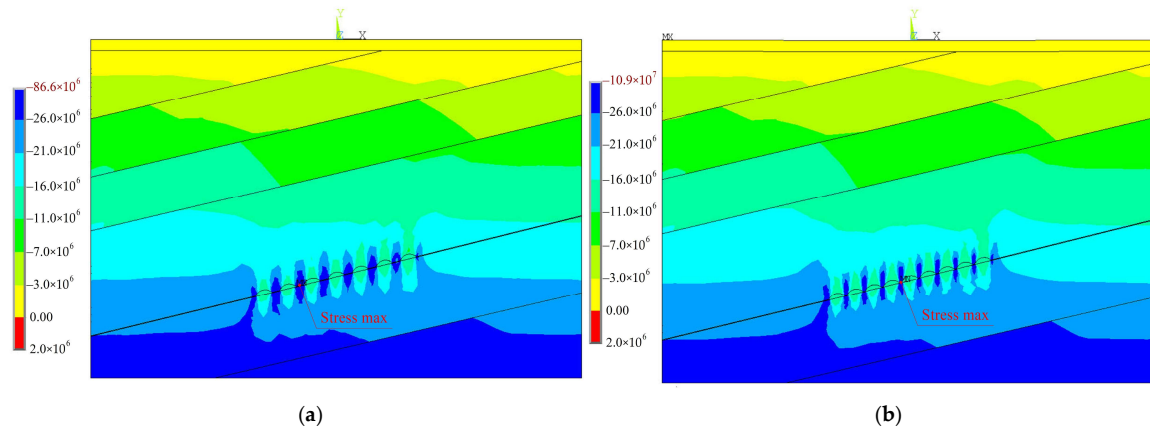 Y
Z X
−86.6×10⁶
−26.0×10⁶
−21.0×10⁶
−16.0×10⁶
−11.0×10⁶
−7.0×10⁶
−3.0×10⁶
0.00
2.0×10⁶
Stress max
(a)
Y
Z X
MX
−10.9×10⁷
−26.0×10⁶
−21.0×10⁶
−16.0×10⁶
−11.0×10⁶
−7.0×10⁶
−3.0×10⁶
0.00
2.0×10⁶
Stress max
(b)